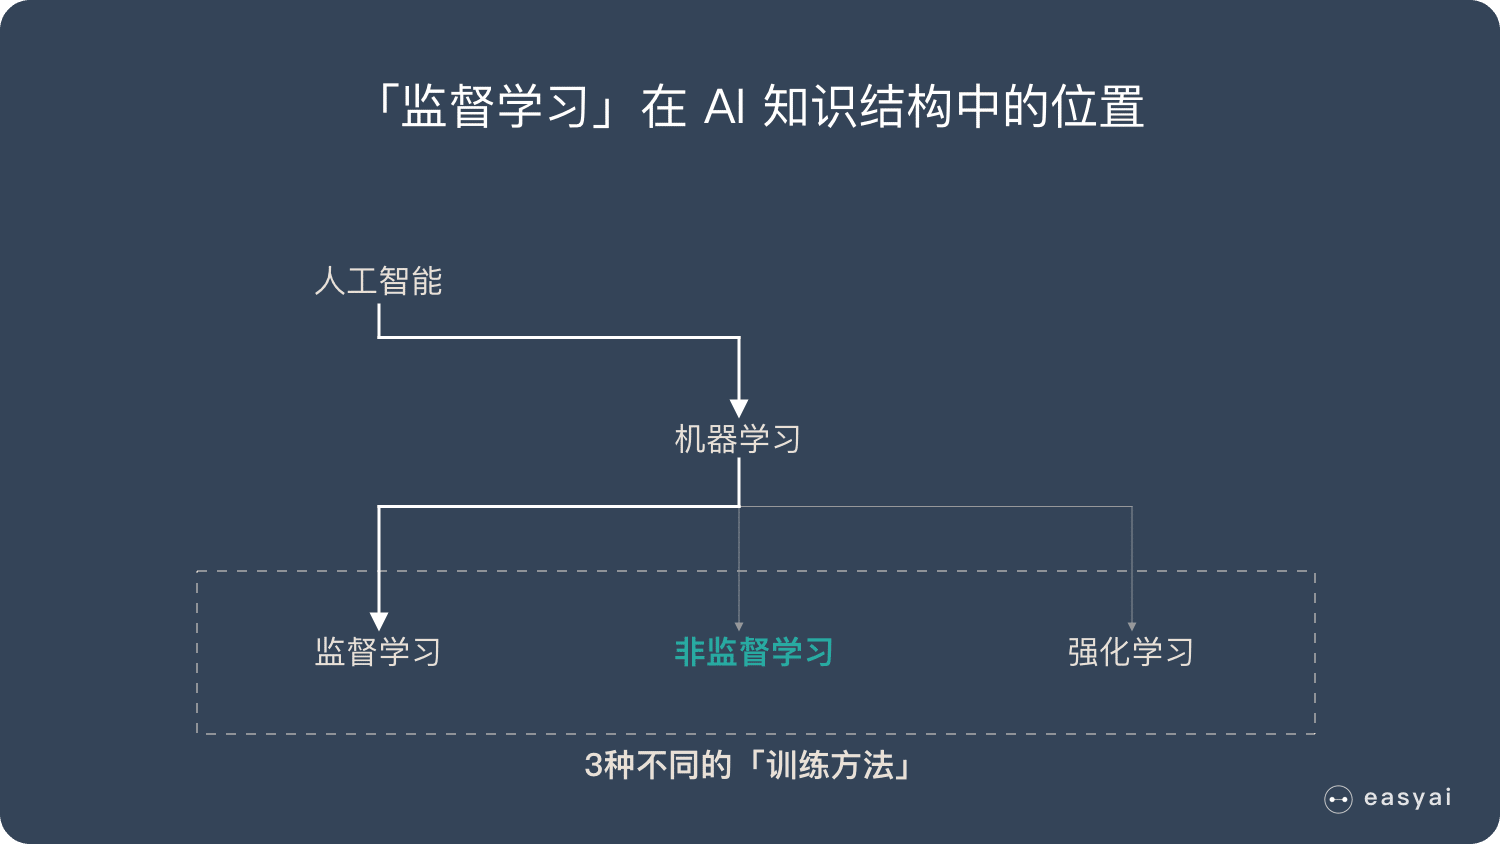 「监督学习」在 AI 知识结构中的位置
人工智能
机器学习
监督学习
非监督学习
强化学习
3种不同的「训练方法」
easyai